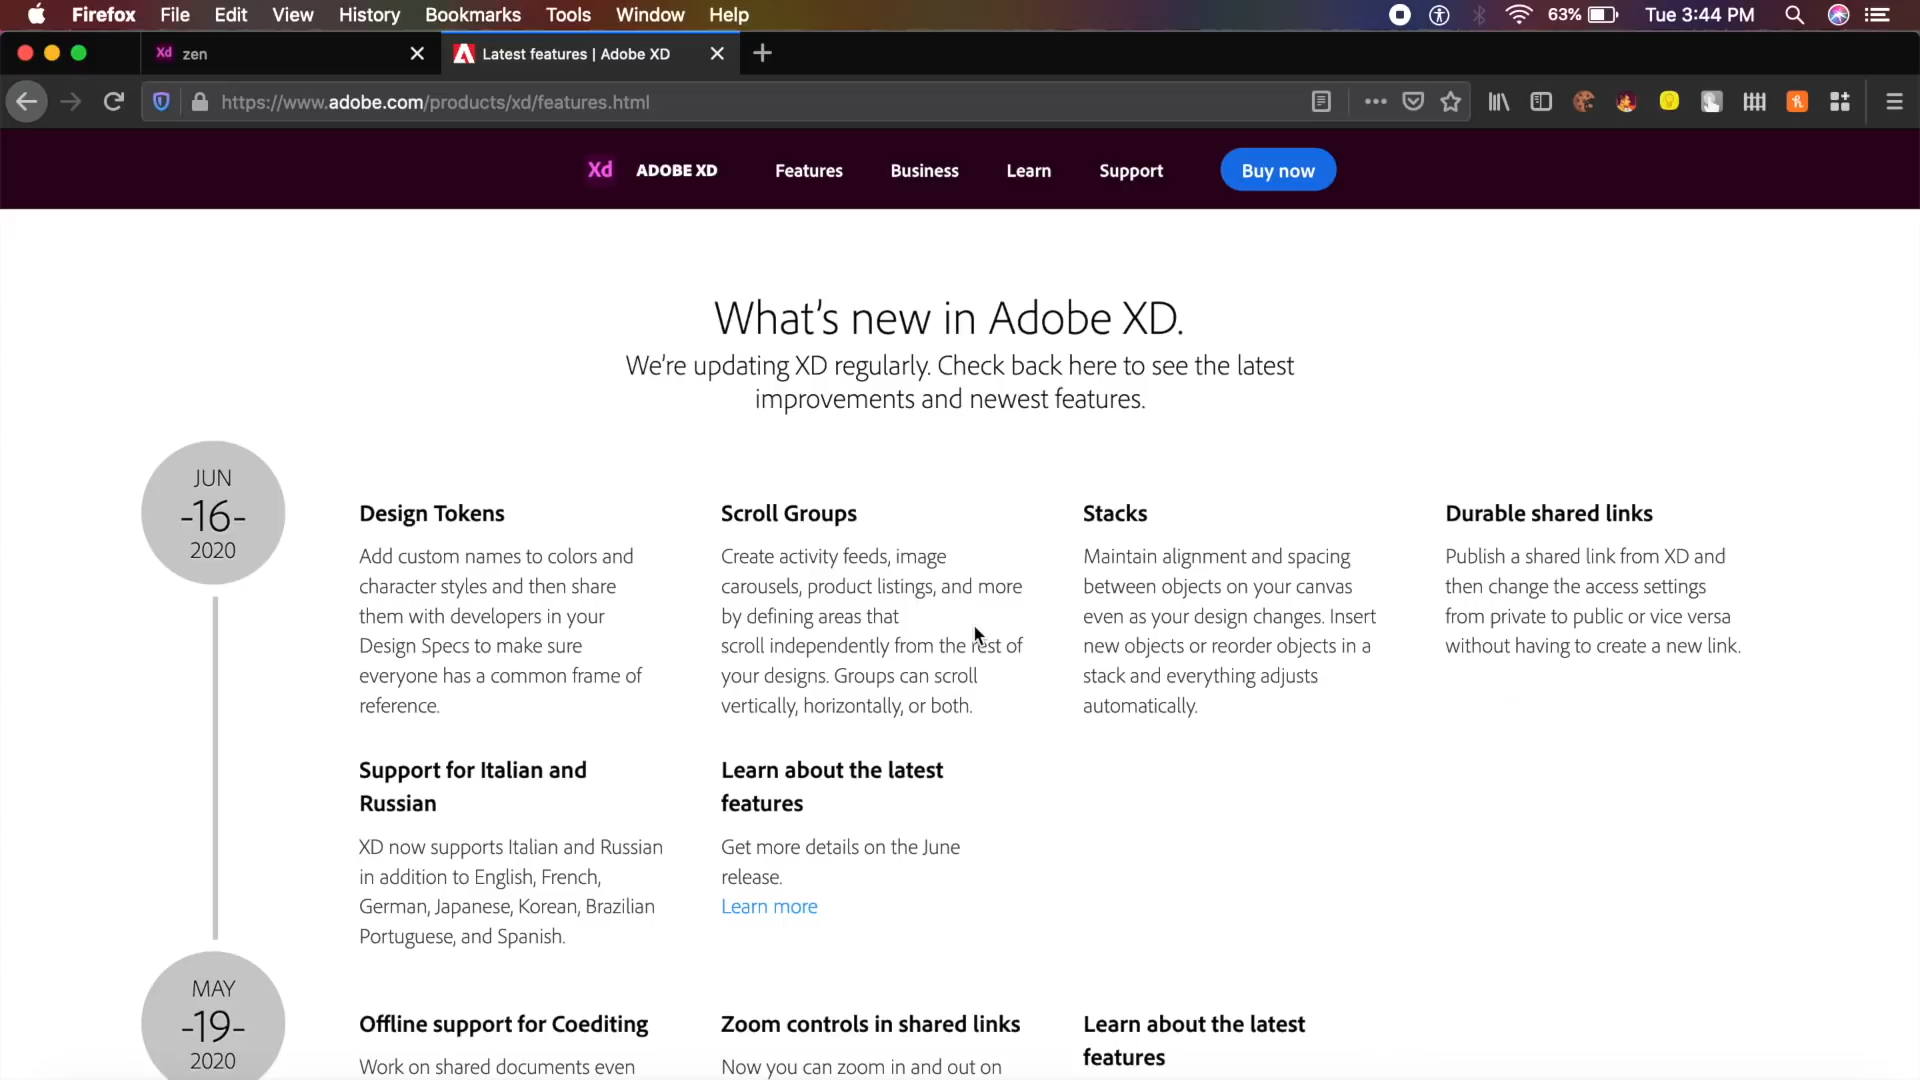 Firefox File Edit View History Bookmarks Tools Window Help 63% Tue 3:44 PM
Xd zen Latest features | Adobe XD
https://www.adobe.com/products/xd/features.html
Xd ADOBE XD Features Business Learn Support Buy now
What's new in Adobe XD.
We're updating XD regularly. Check back here to see the latest
improvements and newest features.
JUN
-16-
2020
Design Tokens
Add custom names to colors and
character styles and then share
them with developers in your
Design Specs to make sure
everyone has a common frame of
reference.
Scroll Groups
Create activity feeds, image
carousels, product listings, and more
by defining areas that
scroll independently from the rest of
your designs. Groups can scroll
vertically, horizontally, or both.
Stacks
Maintain alignment and spacing
between objects on your canvas
even as your design changes. Insert
new objects or reorder objects in a
stack and everything adjusts
automatically.
Durable shared links
Publish a shared link from XD and
then change the access settings
from private to public or vice versa
without having to create a new link.
Support for Italian and
Russian
XD now supports Italian and Russian
in addition to English, French,
German, Japanese, Korean, Brazilian
Portuguese, and Spanish.
Learn about the latest
features
Get more details on the June
release.
Learn more
MAY
-19-
2020
Offline support for Coediting
Work on shared documents even
Zoom controls in shared links
Now you can zoom in and out on
Learn about the latest
features